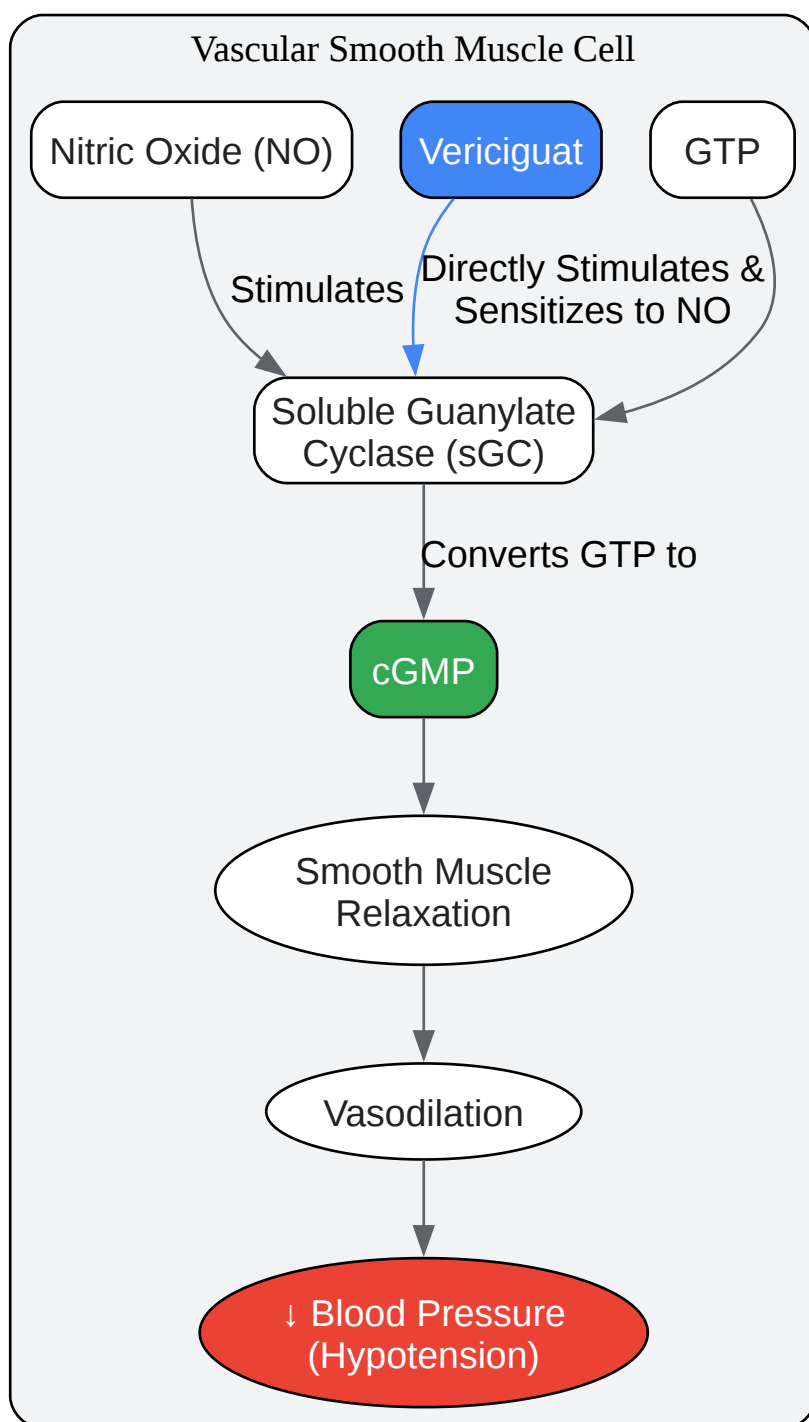 Vascular Smooth Muscle Cell
Nitric Oxide (NO)
Vericiguat
GTP
Stimulates
Directly Stimulates &
Sensitizes to NO
Soluble Guanylate
Cyclase (sGC)
Converts GTP to
cGMP
Smooth Muscle
Relaxation
Vasodilation
↓ Blood Pressure
(Hypotension)